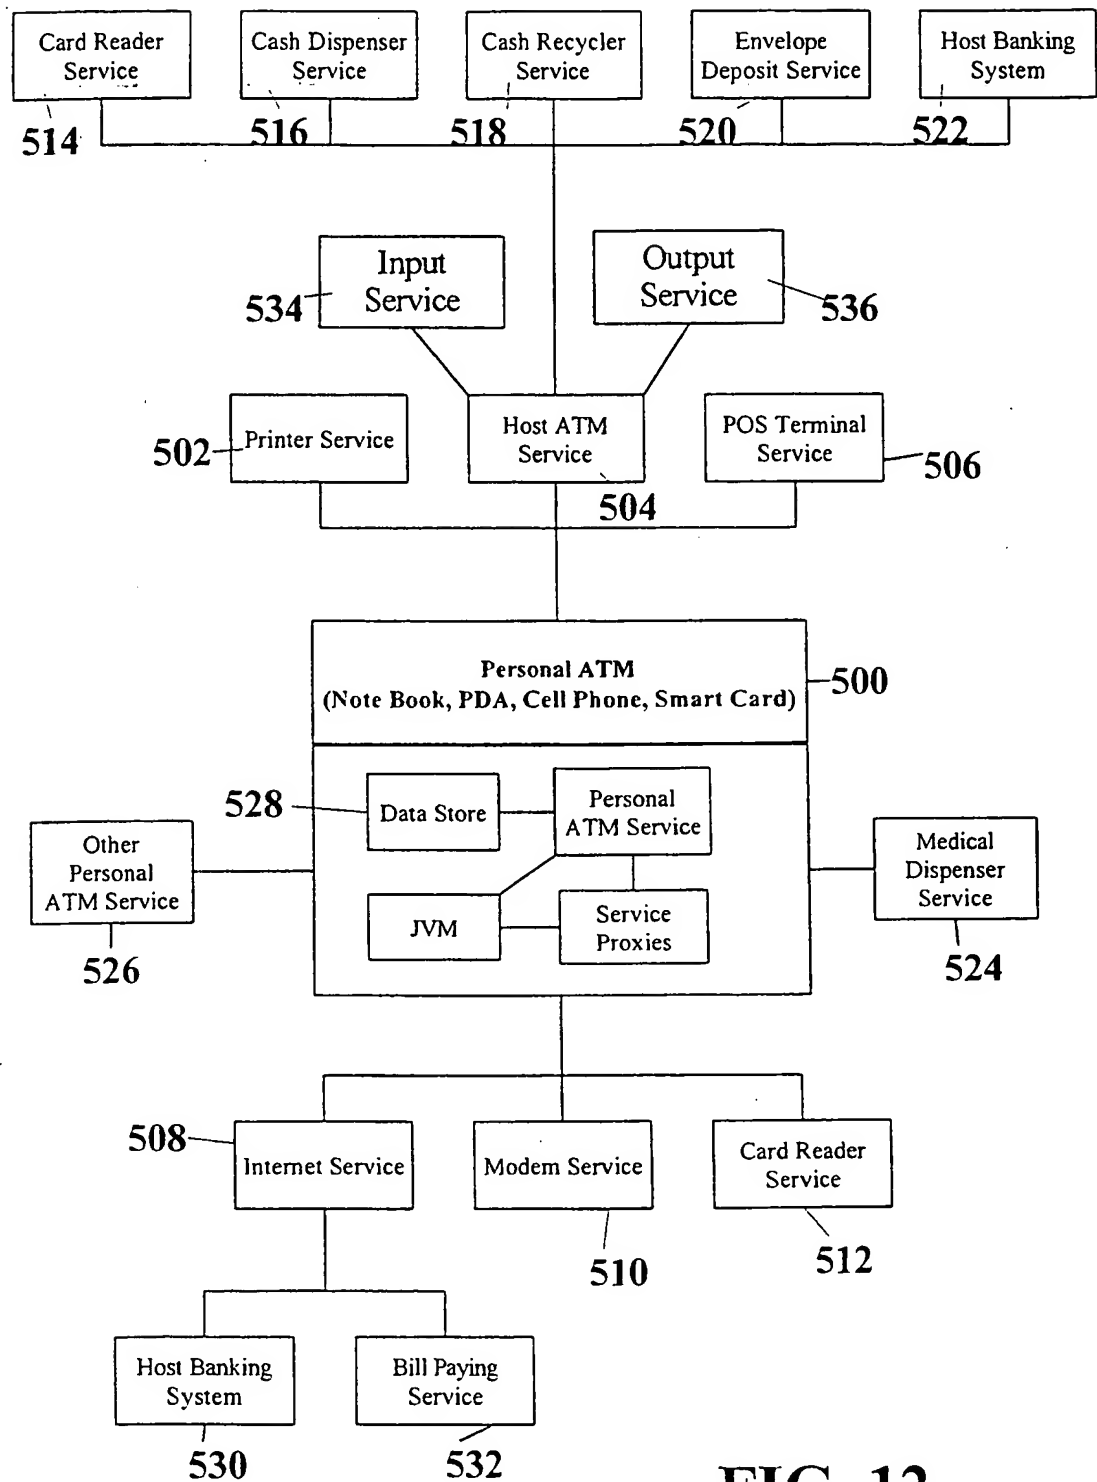 Card Reader
Service
Cash Dispenser
Service
Cash Recycler
Service
Envelope
Deposit Service
Host Banking
System
514
516
518
520
522
Input
Service
534
Output
Service
536
502
Printer Service
Host ATM
Service
504
POS Terminal
Service
506
Personal ATM
(Note Book, PDA, Cell Phone, Smart Card)
500
528
Data Store
Personal
ATM Service
JVM
Service
Proxies
Other
Personal
ATM Service
526
Medical
Dispenser
Service
524
508
Internet Service
Modem Service
510
Card Reader
Service
512
Host Banking
System
530
Bill Paying
Service
532